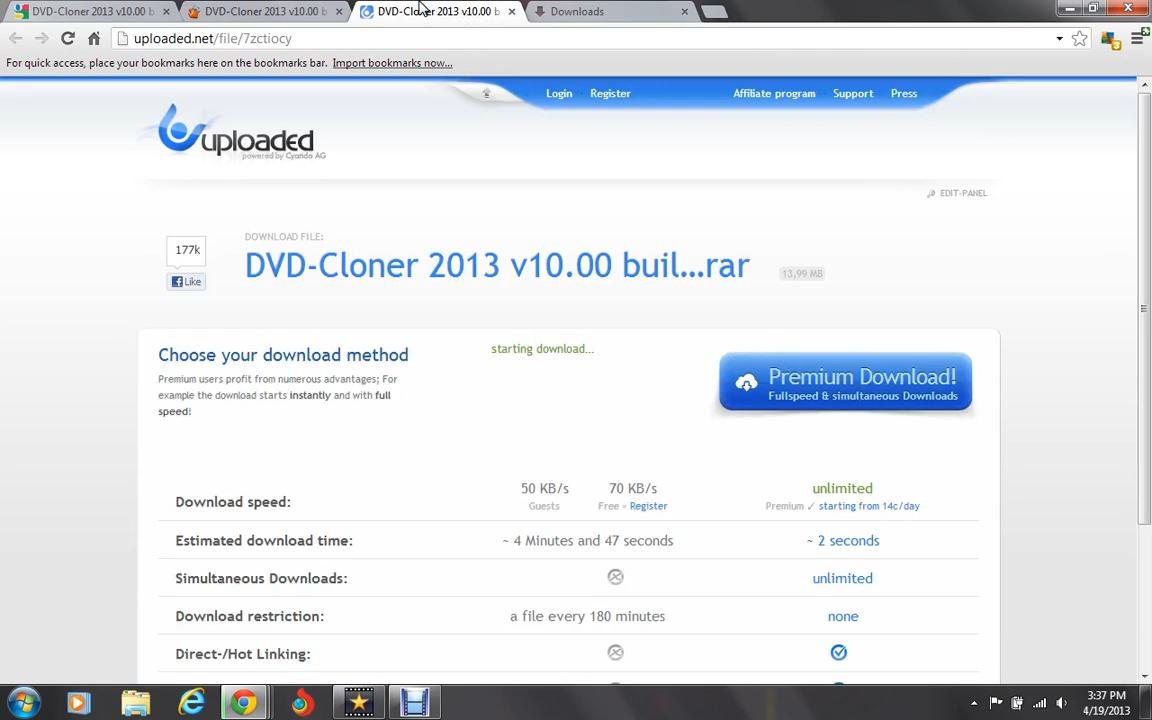 DVD-Cloner 2013 v10.00 b
DVD-Cloner 2013 v10.00 b
DVD-Cloner 2013 v10.00 b
Downloads
uploaded.net/file/7zctiocy
3
For quick access, place your bookmarks here on the bookmarks bar. Import bookmarks now...
Login
Register
Affiliate program
Support
Press
uploaded
powered by Cyando AG
EDIT-PANEL
177k
Like
DOWNLOAD FILE:
DVD-Cloner 2013 v10.00 buil...rar
13,99 MB
Choose your download method
Premium users profit from numerous advantages; For
example the download starts instantly and with full
speed!
starting download...
Premium Download!
Fullspeed & simultaneous Downloads
Download speed:
50 KB/s
Guests
70 KB/s
Free » Register
unlimited
Premium ✓ starting from 14c/day
Estimated download time:
~ 4 Minutes and 47 seconds
~ 2 seconds
Simultaneous Downloads:
unlimited
Download restriction:
a file every 180 minutes
none
Direct-/Hot Linking:
3:37 PM
4/19/2013